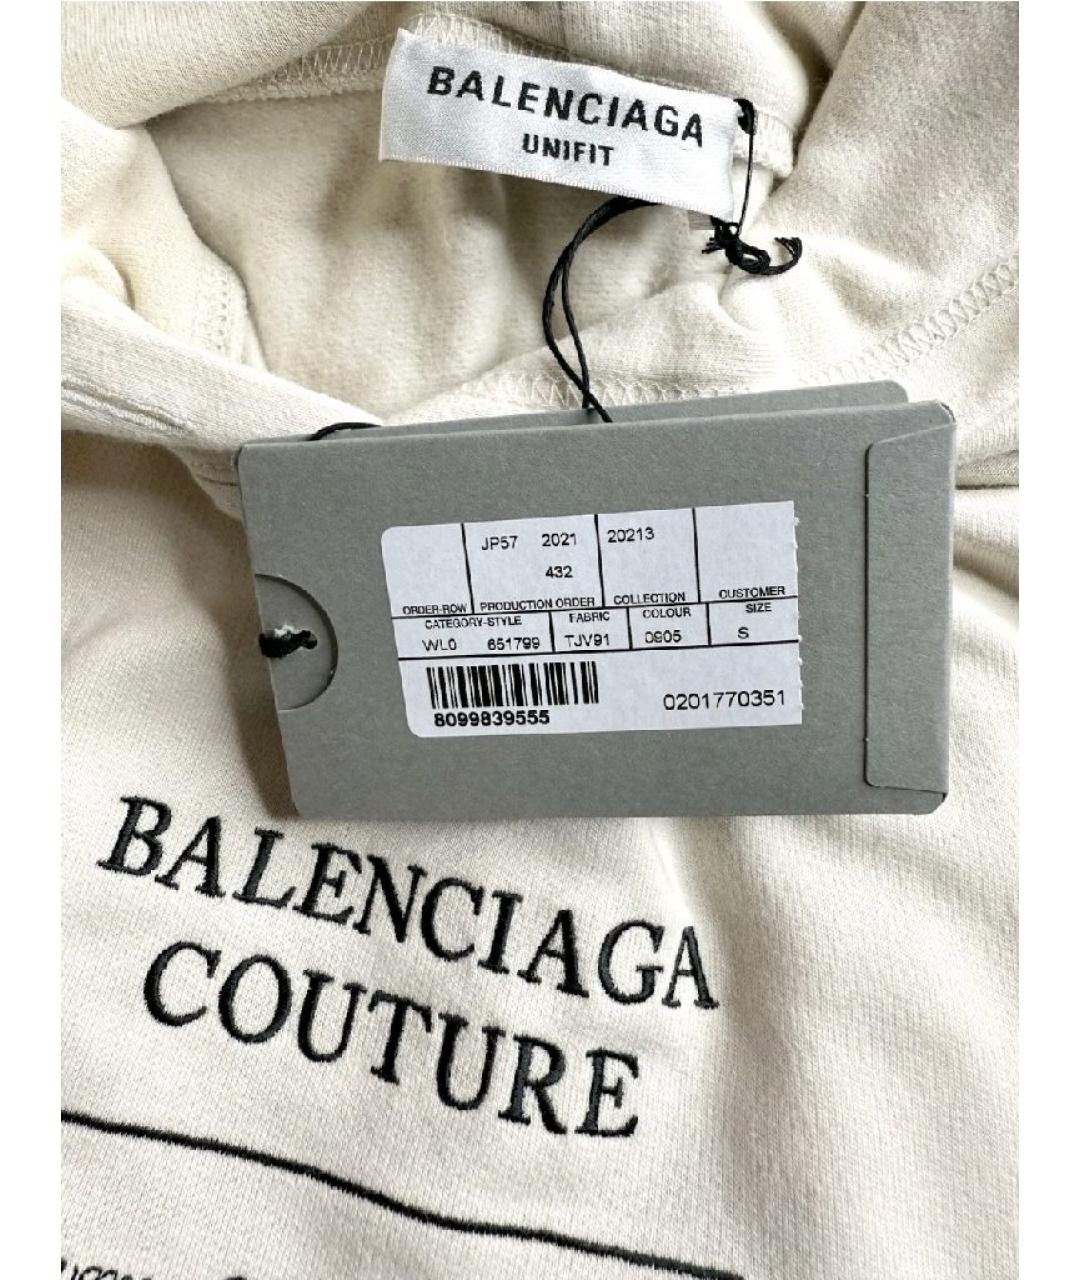 BALENCIAGA
UNIFIT
JP57 2021 20213
432
ORDER-ROW PRODUCTION ORDER COLLECTION CUSTOMER
CATEGORY-STYLE FABRIC COLOUR SIZE
WL0 651799 TJV91 0905 S
8099839555 0201770351
BALENCIAGA
COUTURE